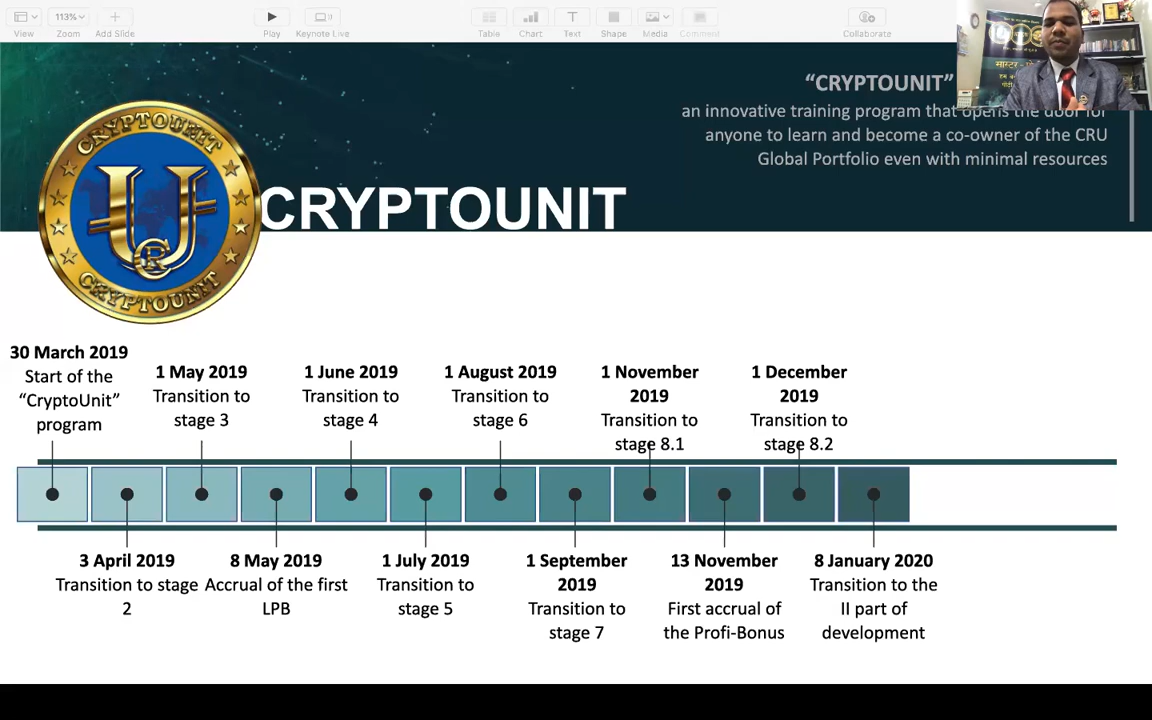 113%
View
Zoom
Add Slide
Play
Keynote Live
Table
Chart
Text
Shape
Media
Comment
Collaborate
“CRYPTOUNIT”
an innovative training program that opens the door for
anyone to learn and become a co-owner of the CRU
Global Portfolio even with minimal resources
CRYPTOUNIT
CRYPTOUNIT
CRYPTOUNIT
30 March 2019
Start of the
“CryptoUnit”
program
1 May 2019
Transition to
stage 3
1 June 2019
Transition to
stage 4
1 August 2019
Transition to
stage 6
1 November
2019
Transition to
stage 8.1
1 December
2019
Transition to
stage 8.2
3 April 2019
Transition to stage
2
8 May 2019
Accrual of the first
LPB
1 July 2019
Transition to
stage 5
1 September
2019
Transition to
stage 7
13 November
2019
First accrual of
the Profi-Bonus
8 January 2020
Transition to the
II part of
development